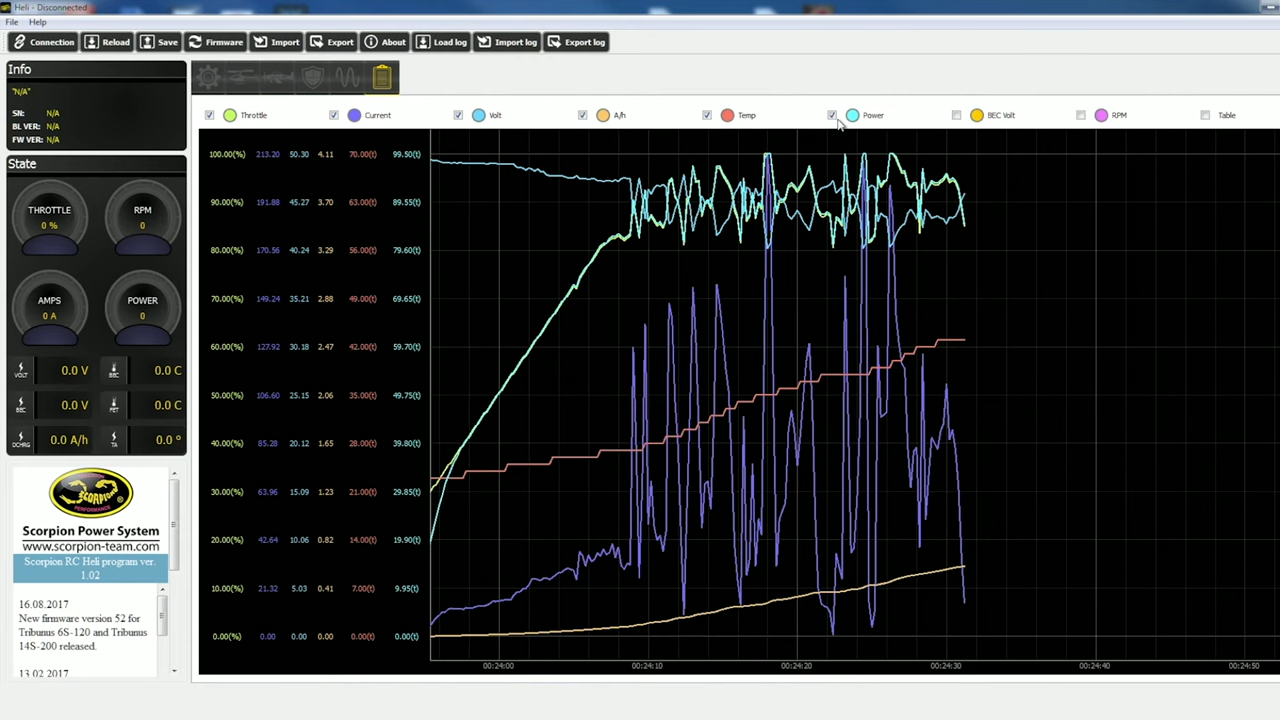 Heli - Disconnected
File Help
Connection Reload Save Firmware Import Export About Load log Import log Export log
Info
"N/A"
SN: N/A
BL VER: N/A
FW VER: N/A
State
THROTTLE
0 %
RPM
0
AMPS
0 A
POWER
0
VOLT 0.0 V BEC 0.0 C
BEC 0.0 V FET 0.0 C
DCHRG 0.0 A/h TA 0.0 º
SCORPION
PERFORMANCE
Scorpion Power System
www.scorpion-team.com
Scorpion RC Heli program ver.
1.02
16.08.2017
New firmware version 52 for
Tribunus 6S-120 and Tribunus
14S-200 released.
13.02.2017
Throttle Current Volt A/h Temp Power BEC Volt RPM Table
100.00(%) 213.20 50.30 4.11 70.00(t) 99.50(t)
90.00(%) 191.88 45.27 3.70 63.00(t) 89.55(t)
80.00(%) 170.56 40.24 3.29 56.00(t) 79.60(t)
70.00(%) 149.24 35.21 2.88 49.00(t) 69.65(t)
60.00(%) 127.92 30.18 2.47 42.00(t) 59.70(t)
50.00(%) 106.60 25.15 2.06 35.00(t) 49.75(t)
40.00(%) 85.28 20.12 1.65 28.00(t) 39.80(t)
30.00(%) 63.96 15.09 1.23 21.00(t) 29.85(t)
20.00(%) 42.64 10.06 0.82 14.00(t) 19.90(t)
10.00(%) 21.32 5.03 0.41 7.00(t) 9.95(t)
0.00(%) 0.00 0.00 0.00 0.00(t) 0.00(t)
00:24:00 00:24:10 00:24:20 00:24:30 00:24:40 00:24:50